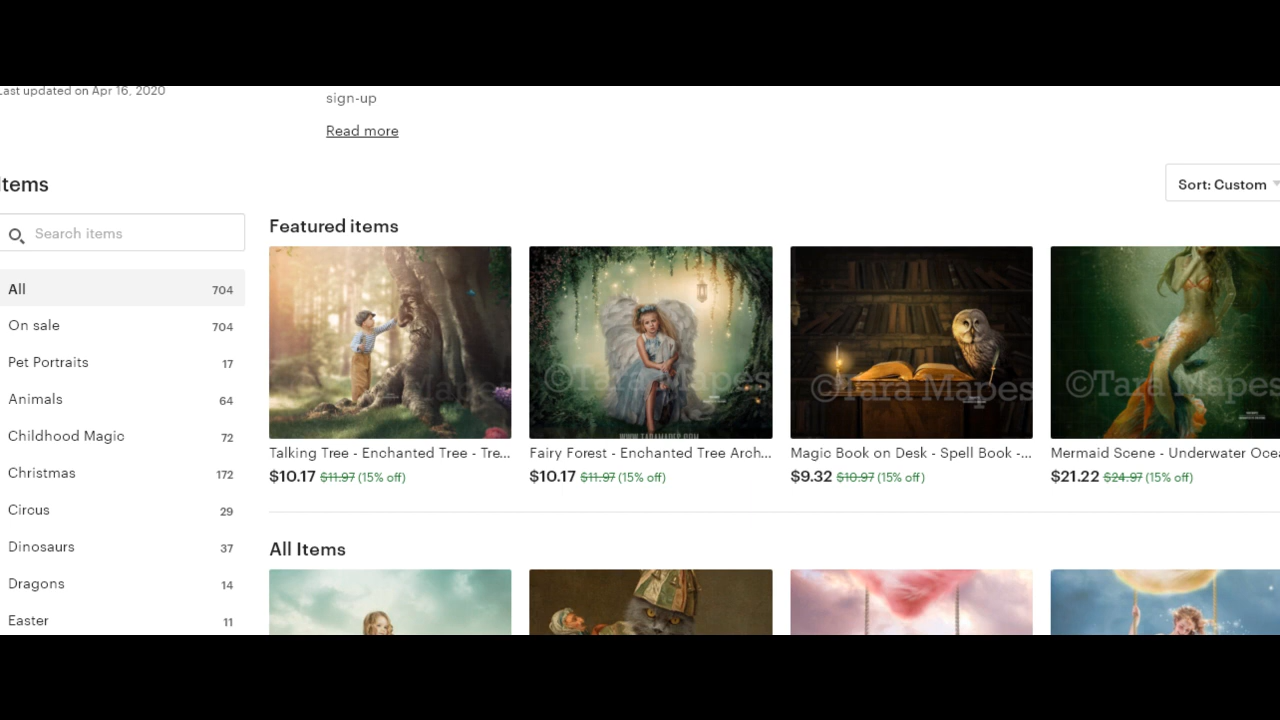 Last updated on Apr 16, 2020
sign-up
Read more
Items
Sort: Custom
Search items
All 704
On sale 704
Pet Portraits 17
Animals 64
Childhood Magic 72
Christmas 172
Circus 29
Dinosaurs 37
Dragons 14
Easter 11
Featured items
©Tara Mapes
©Tara Mapes
©Tara Mapes
WWW.TARAMAPES.COM
Talking Tree - Enchanted Tree - Tre...
$10.17 $11.97 (15% off)
Fairy Forest - Enchanted Tree Arch...
$10.17 $11.97 (15% off)
Magic Book on Desk - Spell Book -...
$9.32 $10.97 (15% off)
Mermaid Scene - Underwater Ocea
$21.22 $24.97 (15% off)
All Items